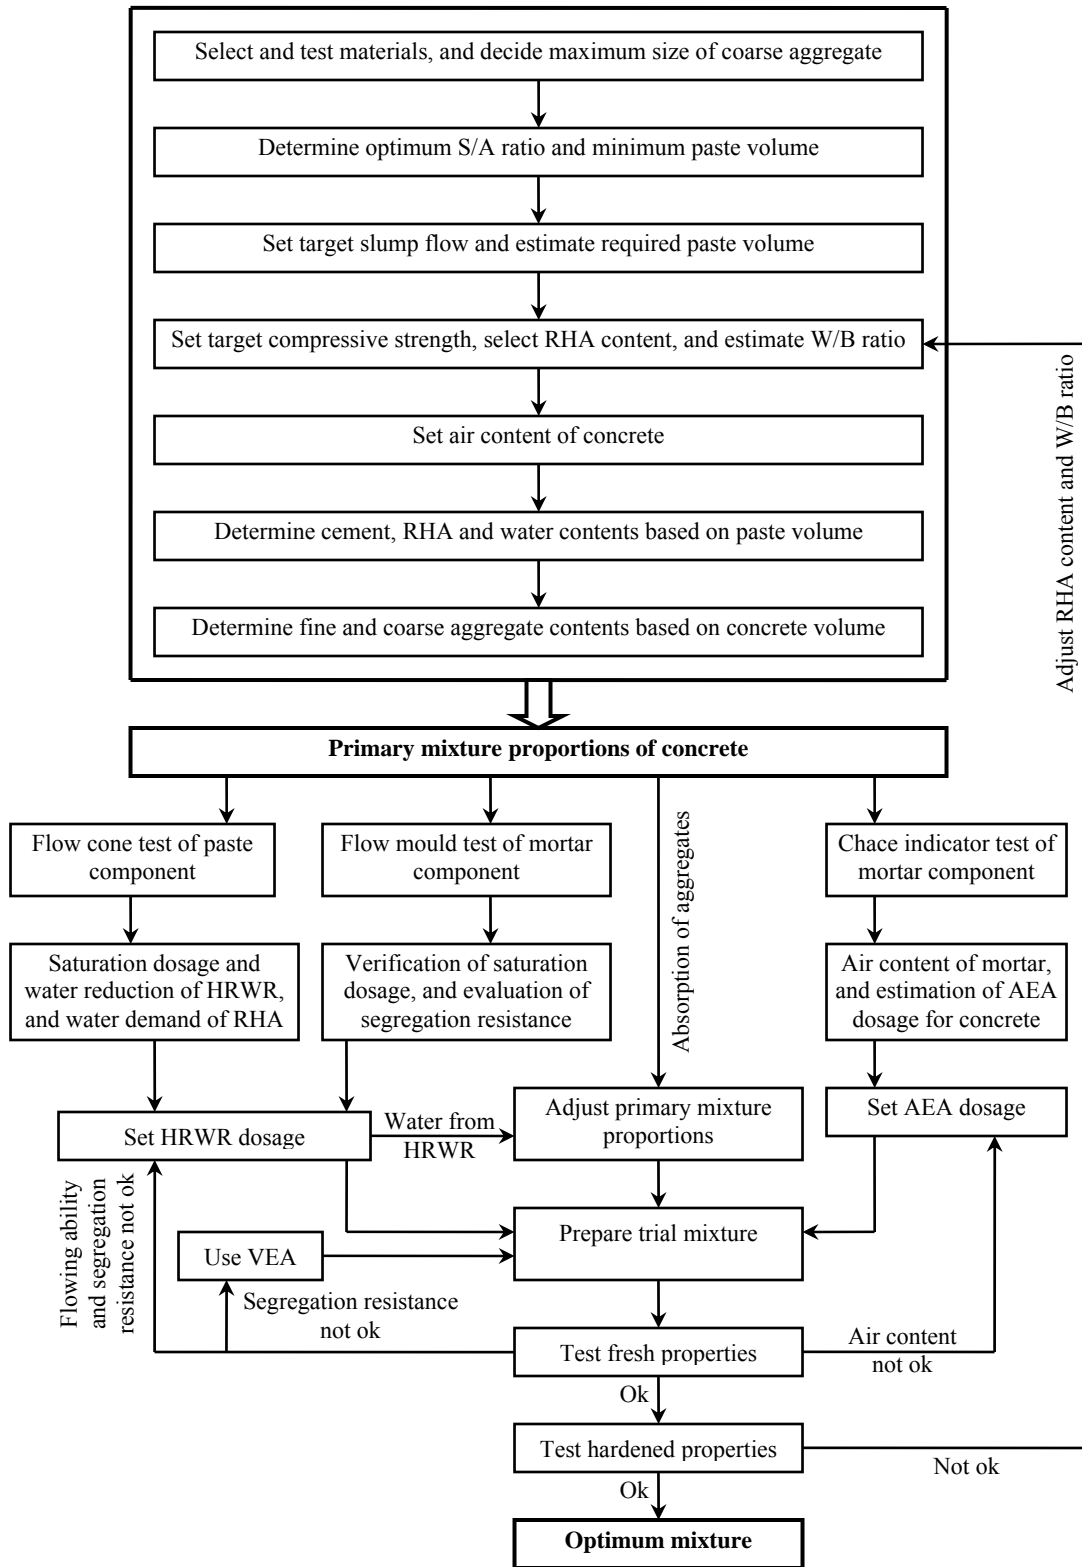 Select and test materials, and decide maximum size of coarse aggregate
Determine optimum S/A ratio and minimum paste volume
Set target slump flow and estimate required paste volume
Set target compressive strength, select RHA content, and estimate W/B ratio
Set air content of concrete
Determine cement, RHA and water contents based on paste volume
Determine fine and coarse aggregate contents based on concrete volume
Adjust RHA content and W/B ratio
Primary mixture proportions of concrete
Flow cone test of paste
component
Flow mould test of mortar
component
Absorption of aggregates
Chace indicator test of
mortar component
Saturation dosage and
water reduction of HRWR,
and water demand of RHA
Verification of saturation
dosage, and evaluation of
segregation resistance
Air content of mortar,
and estimation of AEA
dosage for concrete
Set HRWR dosage
Water from
HRWR
Adjust primary mixture
proportions
Set AEA dosage
Flowing ability
and segregation
resistance not ok
Use VEA
Prepare trial mixture
Segregation resistance
not ok
Test fresh properties
Air content
not ok
Ok
Test hardened properties
Not ok
Ok
Optimum mixture